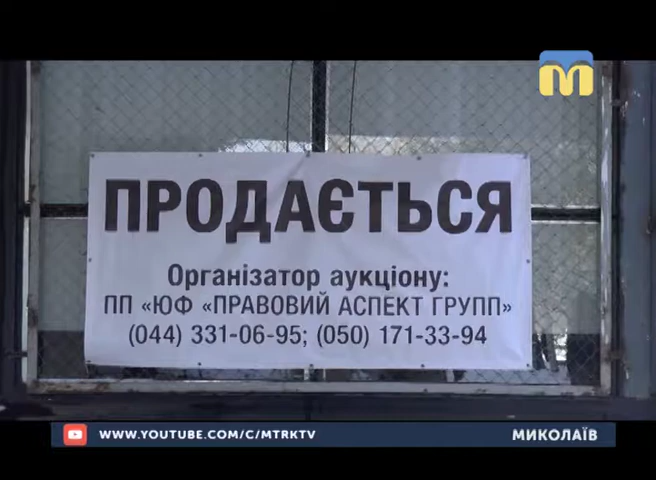 М
ПРОДАЄТЬСЯ
Організатор аукціону:
ПП «ЮФ «ПРАВОВИЙ АСПЕКТ ГРУПП»
(044) 331-06-95; (050) 171-33-94
WWW.YOUTUBE.COM/C/MTRKTV
МИКОЛАЇВ